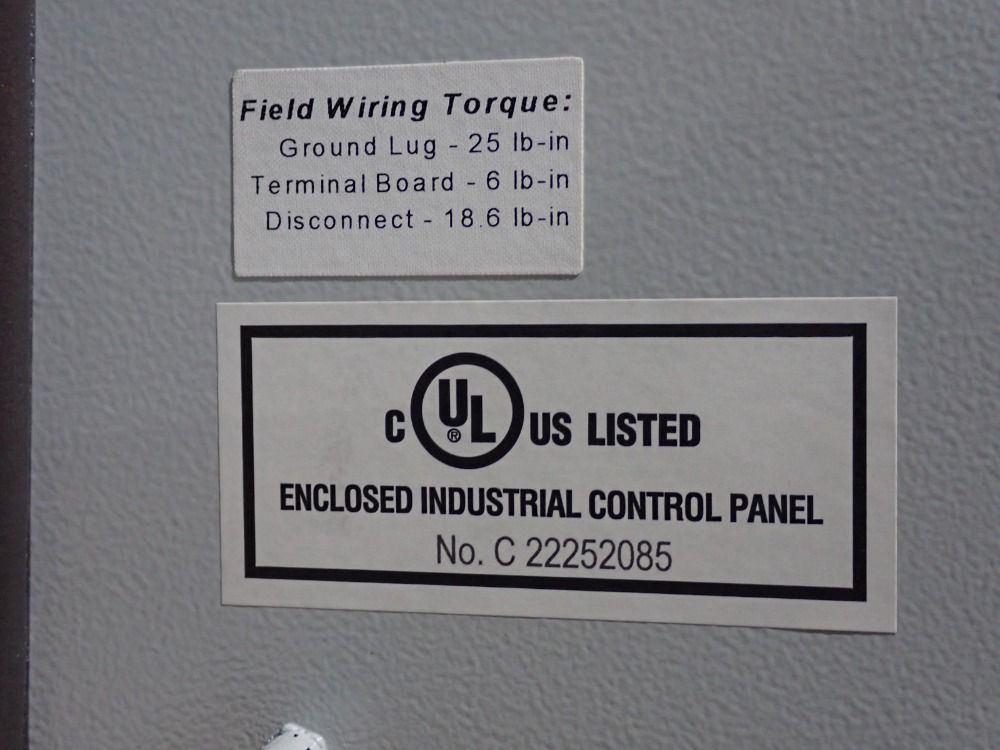 Field Wiring Torque:
Ground Lug - 25 lb-in
Terminal Board - 6 lb-in
Disconnect - 18.6 lb-in
C UL ® US LISTED
ENCLOSED INDUSTRIAL CONTROL PANEL
No. C 22252085